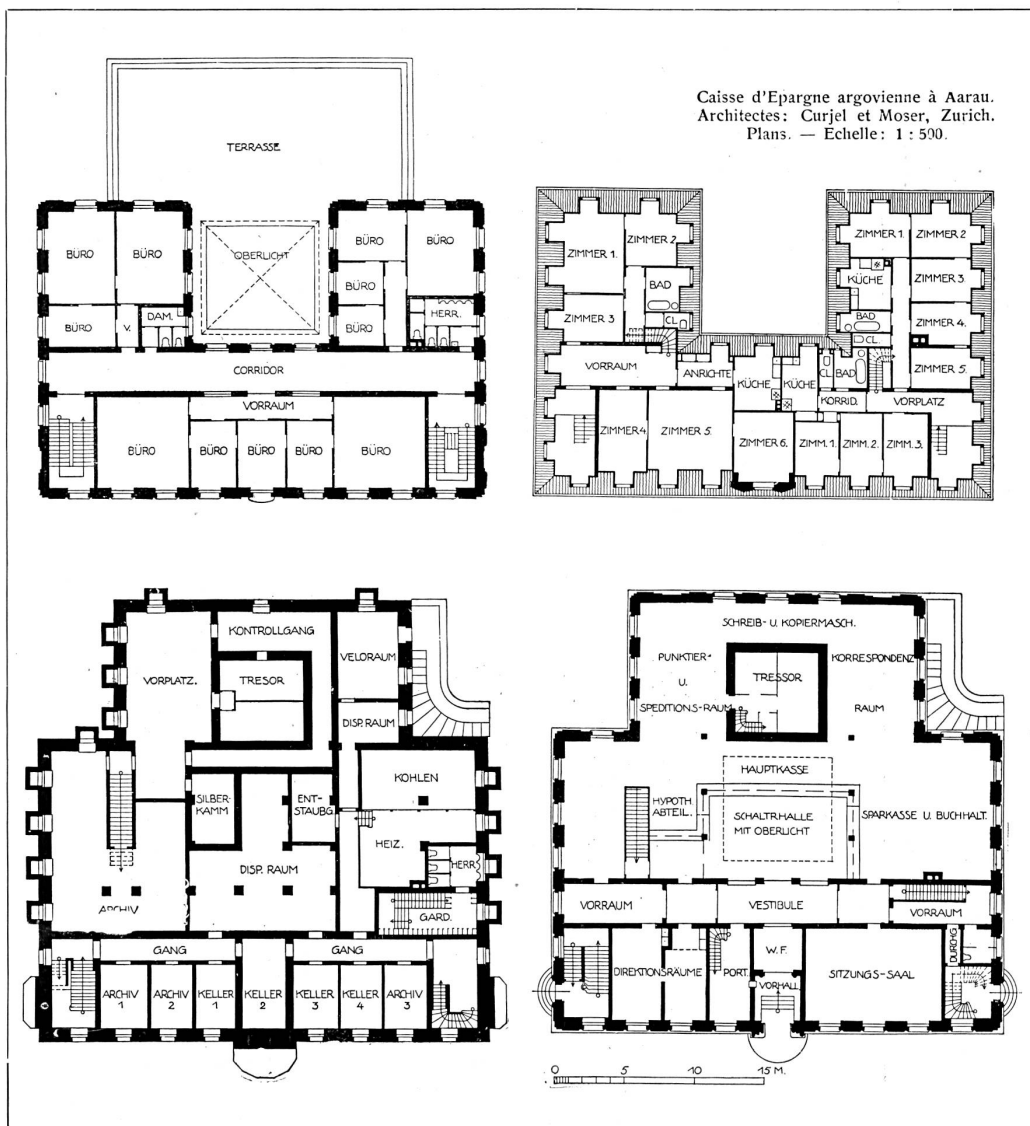 Caisse d'Epargne argovienne à Aarau.
Architectes: Curjel et Moser, Zurich.
Plans. — Echelle: 1 : 500.
TERRASSE
BÜRO
BÜRO
OBERLICHT
BÜRO
BÜRO
BÜRO
BÜRO
V.
DAM.
BÜRO
HERR.
CORRIDOR
VORRAUM
BÜRO
BÜRO
BÜRO
BÜRO
BÜRO
ZIMMER 1.
ZIMMER 2
BAD
CL.
ZIMMER 3
VORRAUM
ANRICHTE
KÜCHE
KÜCHE
ZIMMER 4.
ZIMMER 5.
ZIMMER 6.
ZIMMER 1.
ZIMMER 2
KÜCHE
ZIMMER 3
BAD
ZIMMER 4.
CL.
ZIMMER 5.
CL.
BAD
KORRID.
VORPLATZ
ZIMM. 1.
ZIMM. 2.
ZIMM. 3.
KONTROLLGANG
VELORAUM
VORPLATZ.
TRESOR
DISP. RAUM
KOHLEN
SILBER-
KAMM
ENT-
STAUBG.
HEIZ.
DISP. RAUM
HERR
GARD.
ARCHIV
GANG
GANG
ARCHIV
1
ARCHIV
2
KELLER
1
KELLER
2
KELLER
3
KELLER
4
ARCHIV
3
SCHREIB- U. KOPIERMASCH.
PUNKTIER-
U.
SPEDITIONS-RAUM
TRESSOR
KORRESPONDENZ
RAUM
HAUPTKASSE
HYPOTH.
ABTEIL.
SCHALTRHALLE
MIT OBERLICHT
SPARKASSE U. BUCHHALT.
VORRAUM
VESTIBULE
VORRAUM
DIREKTIONSRÄUME
PORT.
W.F.
VORHALL
SITZUNGS-SAAL
DURCHG.
0 5 10 15 M.